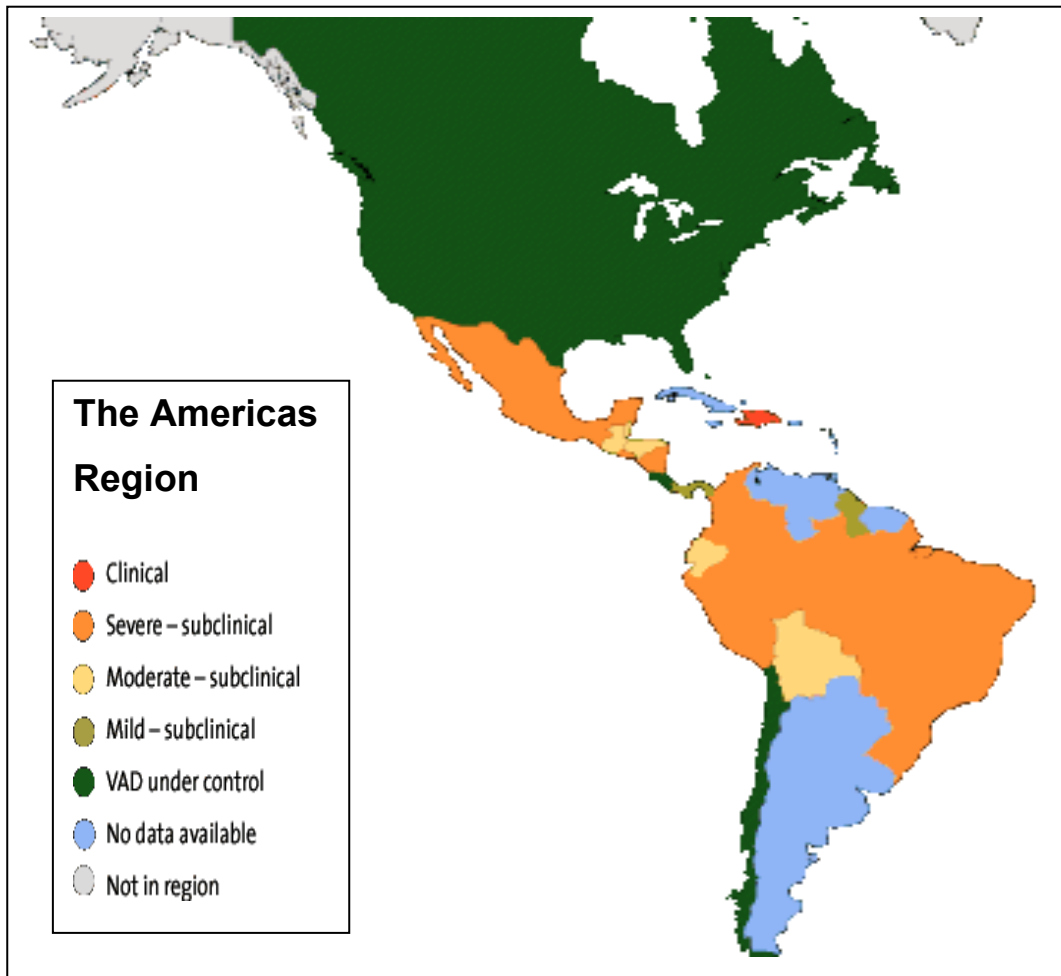 The Americas
Region
Clinical
Severe – subclinical
Moderate – subclinical
Mild – subclinical
VAD under control
No data available
Not in region